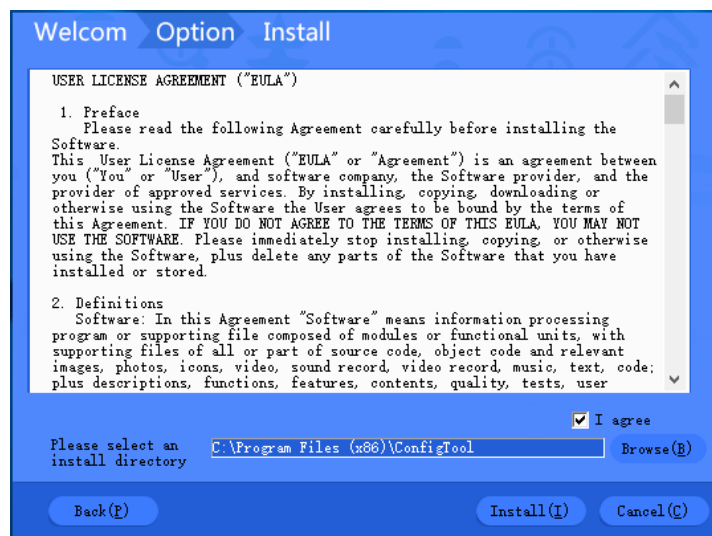 Welcom Option Install
USER LICENSE AGREEMENT ("EULA")
1. Preface
Please read the following Agreement carefully before installing the
Software.
This User License Agreement ("EULA" or "Agreement") is an agreement between
you ("You" or "User"), and software company, the Software provider, and the
provider of approved services. By installing, copying, downloading or
otherwise using the Software the User agrees to be bound by the terms of
this Agreement. IF YOU DO NOT AGREE TO THE TERMS OF THIS EULA, YOU MAY NOT
USE THE SOFTWARE. Please immediately stop installing, copying, or otherwise
using the Software, plus delete any parts of the Software that you have
installed or stored.
2. Definitions
Software: In this Agreement "Software" means information processing
program or supporting file composed of modules or functional units, with
supporting files of all or part of source code, object code and relevant
images, photos, icons, video, sound record, video record, music, text, code;
plus descriptions, functions, features, contents, quality, tests, user
I agree
Please select an
install directory
C:\Program Files (x86)\ConfigTool
Browse(B)
Back(P)
Install(I)
Cancel(C)